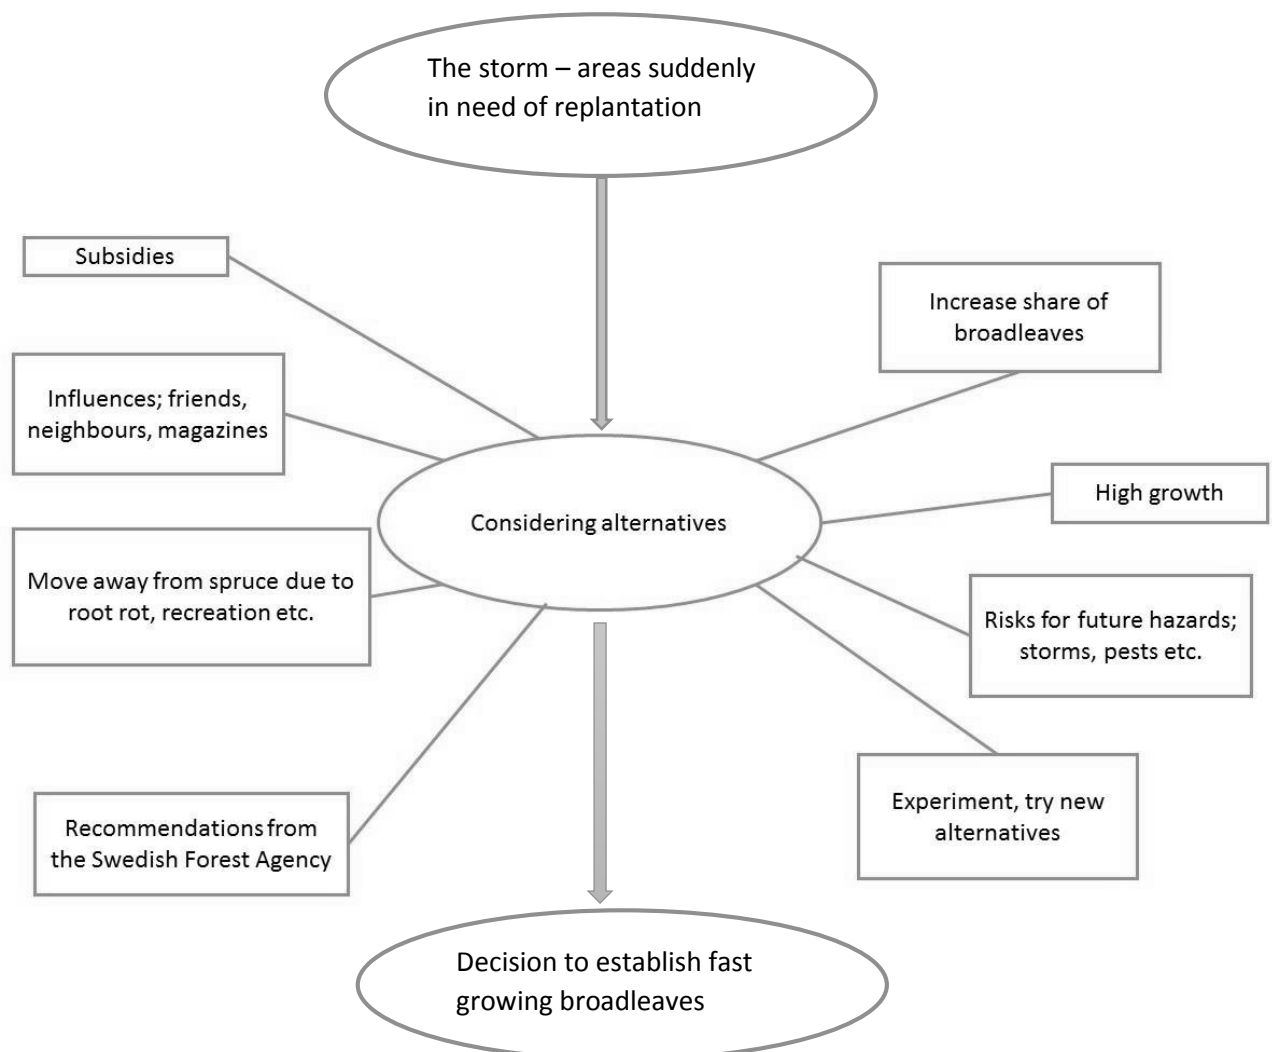 The storm – areas suddenly
in need of replantation
Subsidies
Increase share of
broadleaves
Influences; friends,
neighbours, magazines
High growth
Considering alternatives
Move away from spruce due to
root rot, recreation etc.
Risks for future hazards;
storms, pests etc.
Experiment, try new
alternatives
Recommendations from
the Swedish Forest Agency
Decision to establish fast
growing broadleaves